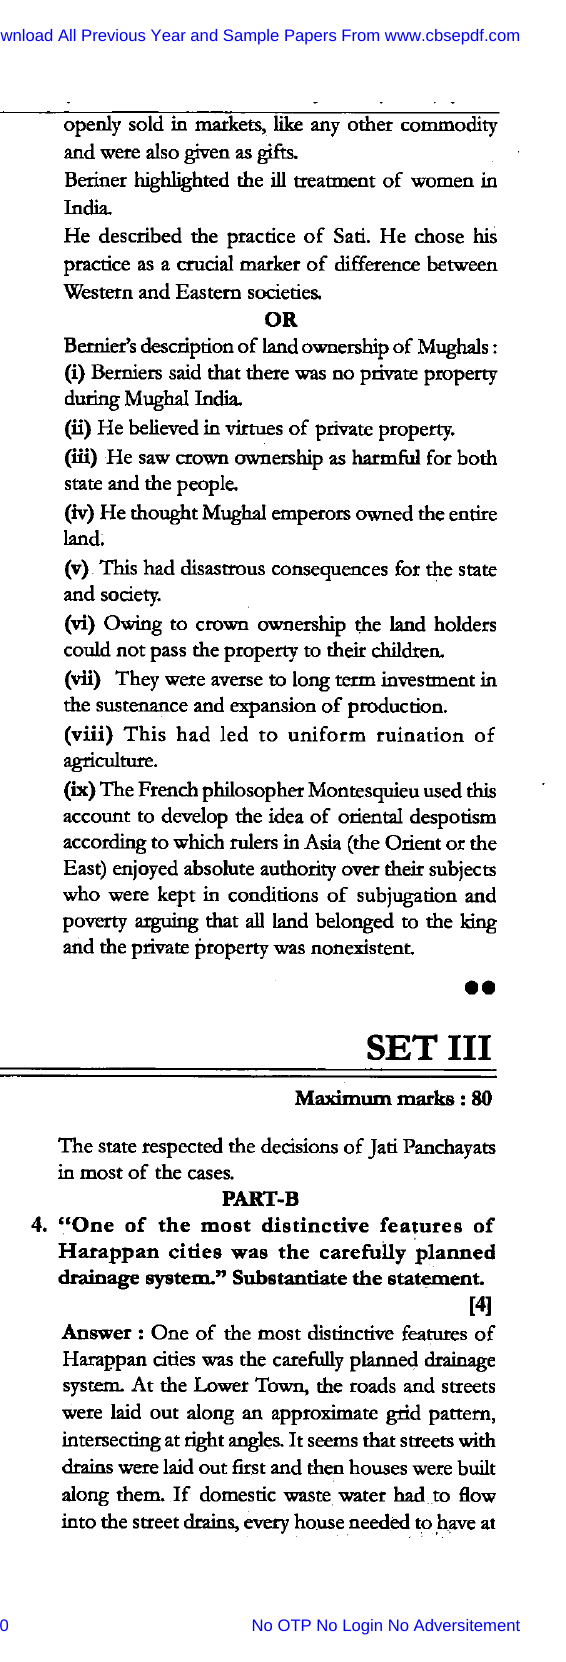 wnload All Previous Year and Sample Papers From www.cbsepdf.com
openly sold in markets, like any other commodity
and were also given as gifts.
Beriner highlighted the ill treatment of women in
India.
He described the practice of Sati. He chose his
practice as a crucial marker of difference between
Western and Eastern societies.
OR
Bernier's description of land ownership of Mughals :
(i) Berniers said that there was no private property
during Mughal India.
(ii) He believed in virtues of private property.
(iii) He saw crown ownership as harmful for both
state and the people.
(iv) He thought Mughal emperors owned the entire
land.
(v) This had disastrous consequences for the state
and society.
(vi) Owing to crown ownership the land holders
could not pass the property to their children.
(vii) They were averse to long term investment in
the sustenance and expansion of production.
(viii) This had led to uniform ruination of
agriculture.
(ix) The French philosopher Montesquieu used this
account to develop the idea of oriental despotism
according to which rulers in Asia (the Orient or the
East) enjoyed absolute authority over their subjects
who were kept in conditions of subjugation and
poverty arguing that all land belonged to the king
and the private property was nonexistent.
●●
SET III
Maximum marks : 80
The state respected the decisions of Jati Panchayats
in most of the cases.
PART-B
4. “One of the most distinctive features of
Harappan cities was the carefully planned
drainage system.” Substantiate the statement.
[4]
Answer : One of the most distinctive features of
Harappan cities was the carefully planned drainage
system. At the Lower Town, the roads and streets
were laid out along an approximate grid pattern,
intersecting at right angles. It seems that streets with
drains were laid out first and then houses were built
along them. If domestic waste water had to flow
into the street drains, every house needed to have at
0 No OTP No Login No Adversitement